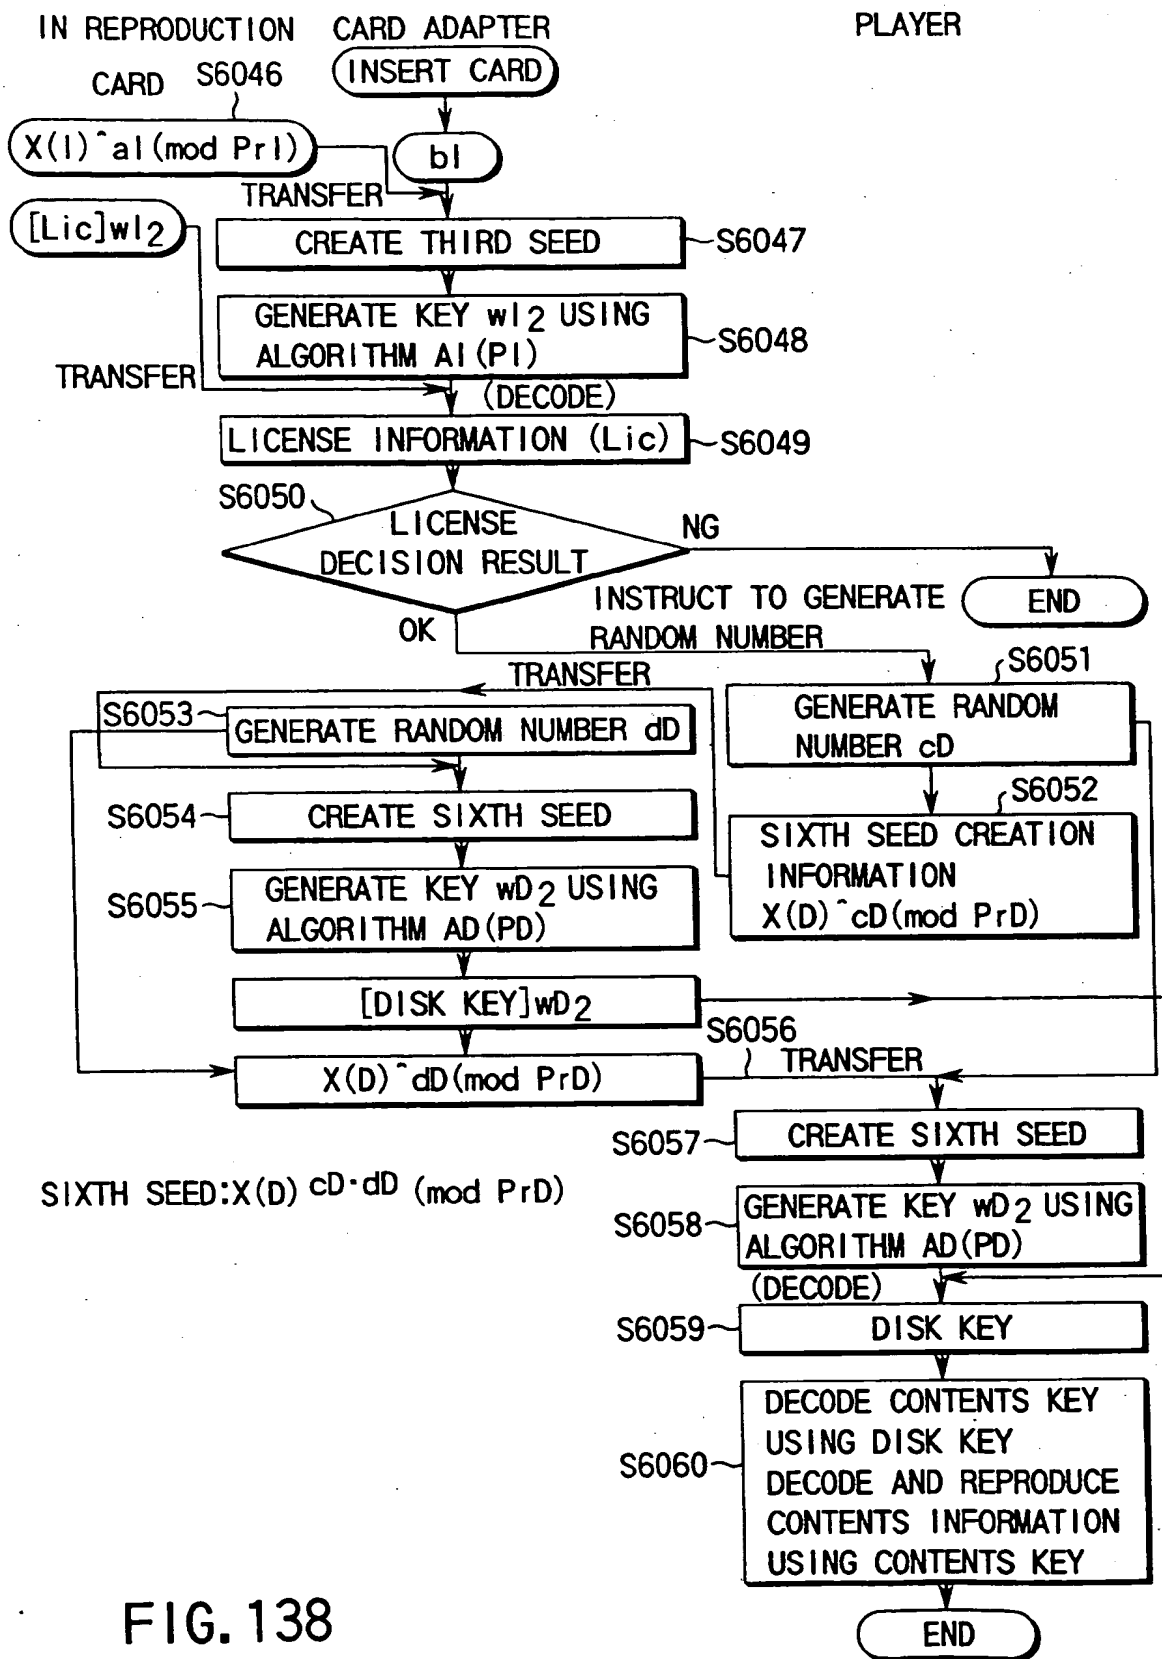 IN REPRODUCTION
CARD ADAPTER
PLAYER
CARD
S6046
INSERT CARD
X(I)^aI(mod PrI)
bI
TRANSFER
[Lic]wI2
CREATE THIRD SEED
S6047
GENERATE KEY wI2 USING
ALGORITHM AI(PI)
S6048
TRANSFER
(DECODE)
LICENSE INFORMATION (Lic)
S6049
S6050
LICENSE
DECISION RESULT
NG
END
OK
INSTRUCT TO GENERATE
RANDOM NUMBER
TRANSFER
S6051
GENERATE RANDOM
NUMBER cD
S6053
GENERATE RANDOM NUMBER dD
S6052
SIXTH SEED CREATION
INFORMATION
X(D)^cD(mod PrD)
S6054
CREATE SIXTH SEED
S6055
GENERATE KEY wD2 USING
ALGORITHM AD(PD)
[DISK KEY]wD2
S6056
X(D)^dD(mod PrD)
TRANSFER
S6057
CREATE SIXTH SEED
SIXTH SEED:X(D) cD·dD (mod PrD)
S6058
GENERATE KEY wD2 USING
ALGORITHM AD(PD)
(DECODE)
S6059
DISK KEY
S6060
DECODE CONTENTS KEY
USING DISK KEY
DECODE AND REPRODUCE
CONTENTS INFORMATION
USING CONTENTS KEY
END
FIG.138